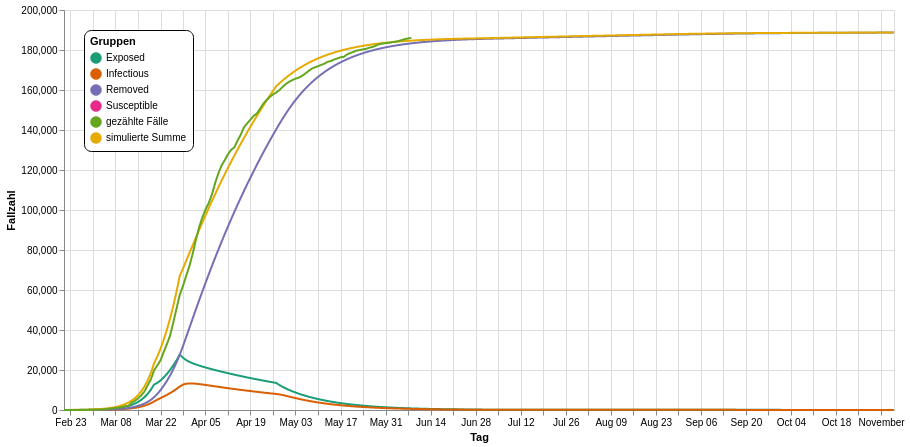 200,000
180,000
160,000
140,000
120,000
100,000
80,000
60,000
40,000
20,000
0
Fallzahl
Gruppen
Exposed
Infectious
Removed
Susceptible
gezählte Fälle
simulierte Summe
Feb 23 Mar 08 Mar 22 Apr 05 Apr 19 May 03 May 17 May 31 Jun 14 Jun 28 Jul 12 Jul 26 Aug 09 Aug 23 Sep 06 Sep 20 Oct 04 Oct 18 November
Tag